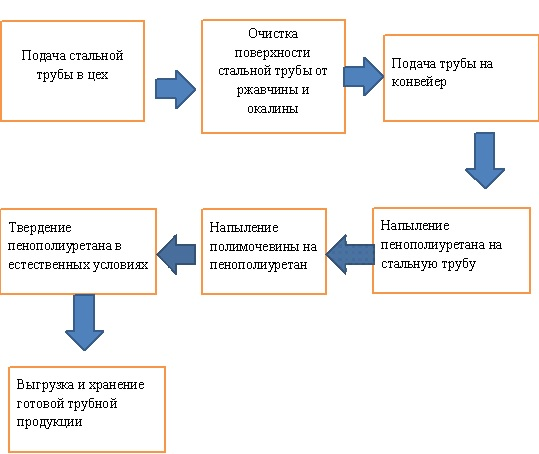 Подача стальной
трубы в цех
Очистка
поверхности
стальной трубы от
ржавчины и
окалины
Подача трубы на
конвейер
Напыление
пенополиуретана на
стальную трубу
Напыление
полимочевины на
пенополиуретан
Твердение
пенополиуретана в
естественных условиях
Выгрузка и хранение
готовой трубной
продукции